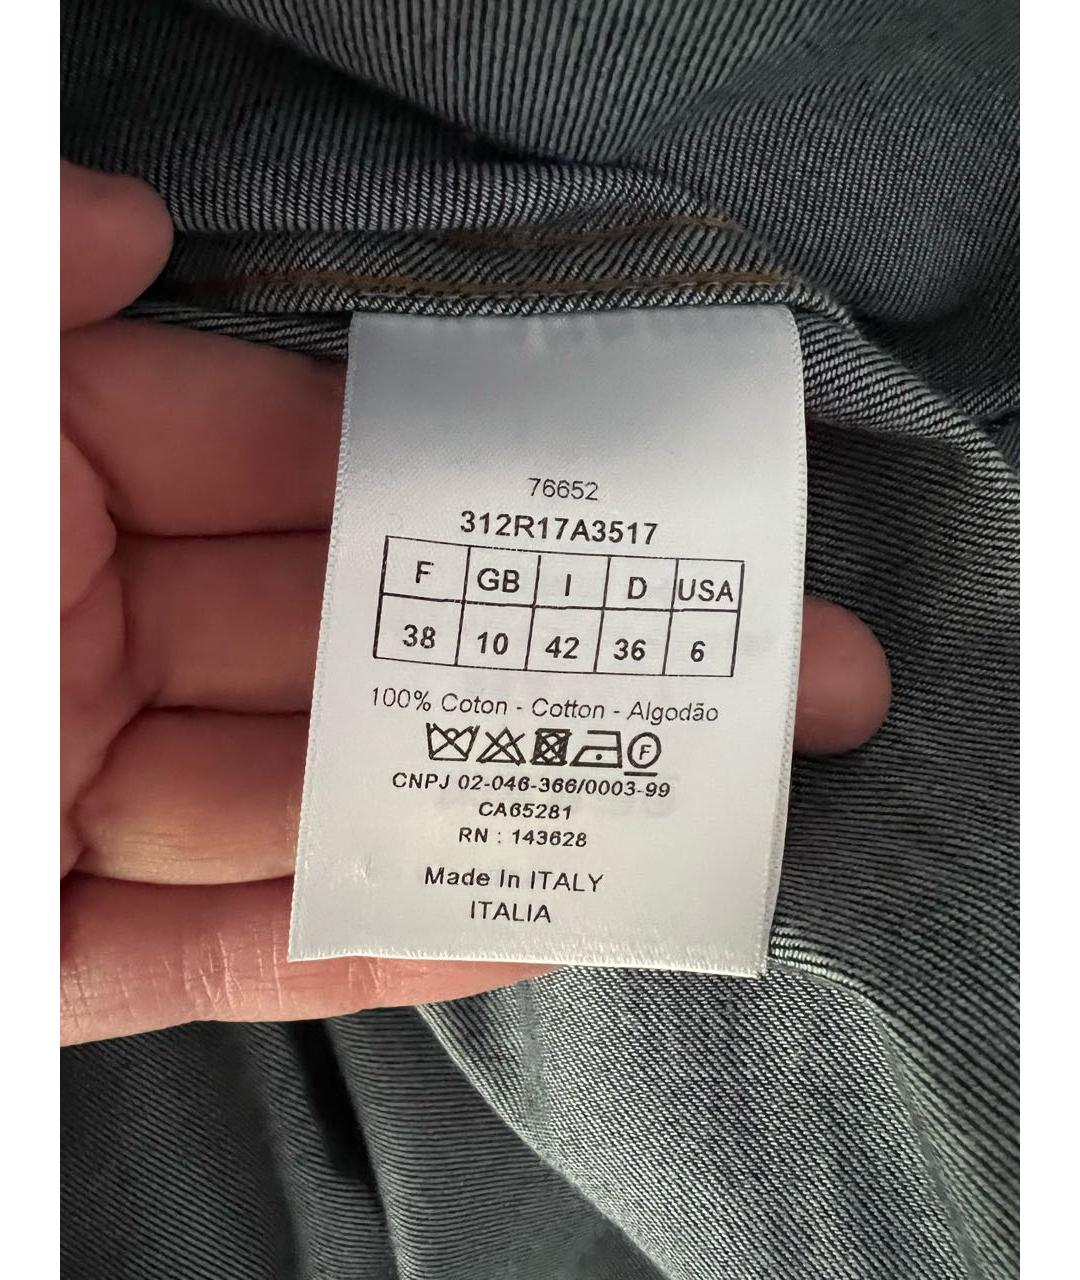 76652
312R17A3517
F GB I D USA
38 10 42 36 6
100% Coton - Cotton - Algodão
F
CNPJ 02-046-366/0003-99
CA65281
RN : 143628
Made In ITALY
ITALIA